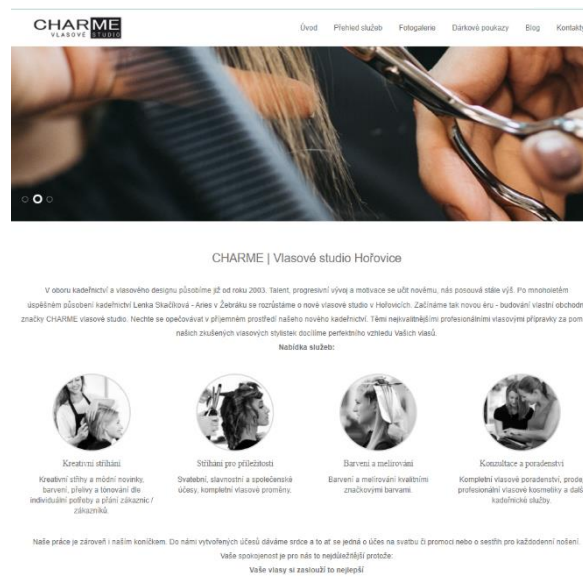 CHARME
VLASOVÉ STUDIO
Úvod Přehled služeb Fotogalerie Dárkové poukazy Blog Kontakty
CHARME | Vlasové studio Hořovice
V oboru kadeřnictví a vlasového designu působíme již od roku 2003. Talent, progresivní vývoj a motivace se učit novému, nás posouvá stále výš. Po mnoholetém
úspěšném působení kadeřnictví Lenka Skačíková - Aries v Žebráku se rozrůstáme o nové vlasové studio v Hořovicích. Začínáme tak novou éru - budování vlastní obchodn
značky CHARME vlasové studio. Nechte se opečovávat v příjemném prostředí našeho nového kadeřnictví. Těmi nejkvalitnějšími profesionálními vlasovými přípravky za pom
našich zkušených vlasových stylistek docílíme perfektního vzhledu Vašich vlasů.
Nabídka služeb:
Kreativní stříhání
Kreativní střihy a módní novinky,
barvení, přelivy a tónování dle
individuální potřeby a přání zákaznic /
zákazníků.
Stříhání pro příležitosti
Svatební, slavnostní a společenské
účesy, kompletní vlasové proměny.
Barvení a melírování
Barvení a melírování kvalitními
značkovými barvami.
Konzultace a poradenství
Kompletní vlasové poradenství, prode
profesionální vlasové kosmetiky a dalš
kadeřnické služby.
Naše práce je zároveň i naším koníčkem. Do námi vytvořených účesů dáváme srdce a to ať se jedná o účes na svatbu či promoci nebo o sestřih pro každodenní nošení.
Vaše spokojenost je pro nás to nejdůležitější protože:
Vaše vlasy si zaslouží to nejlepší